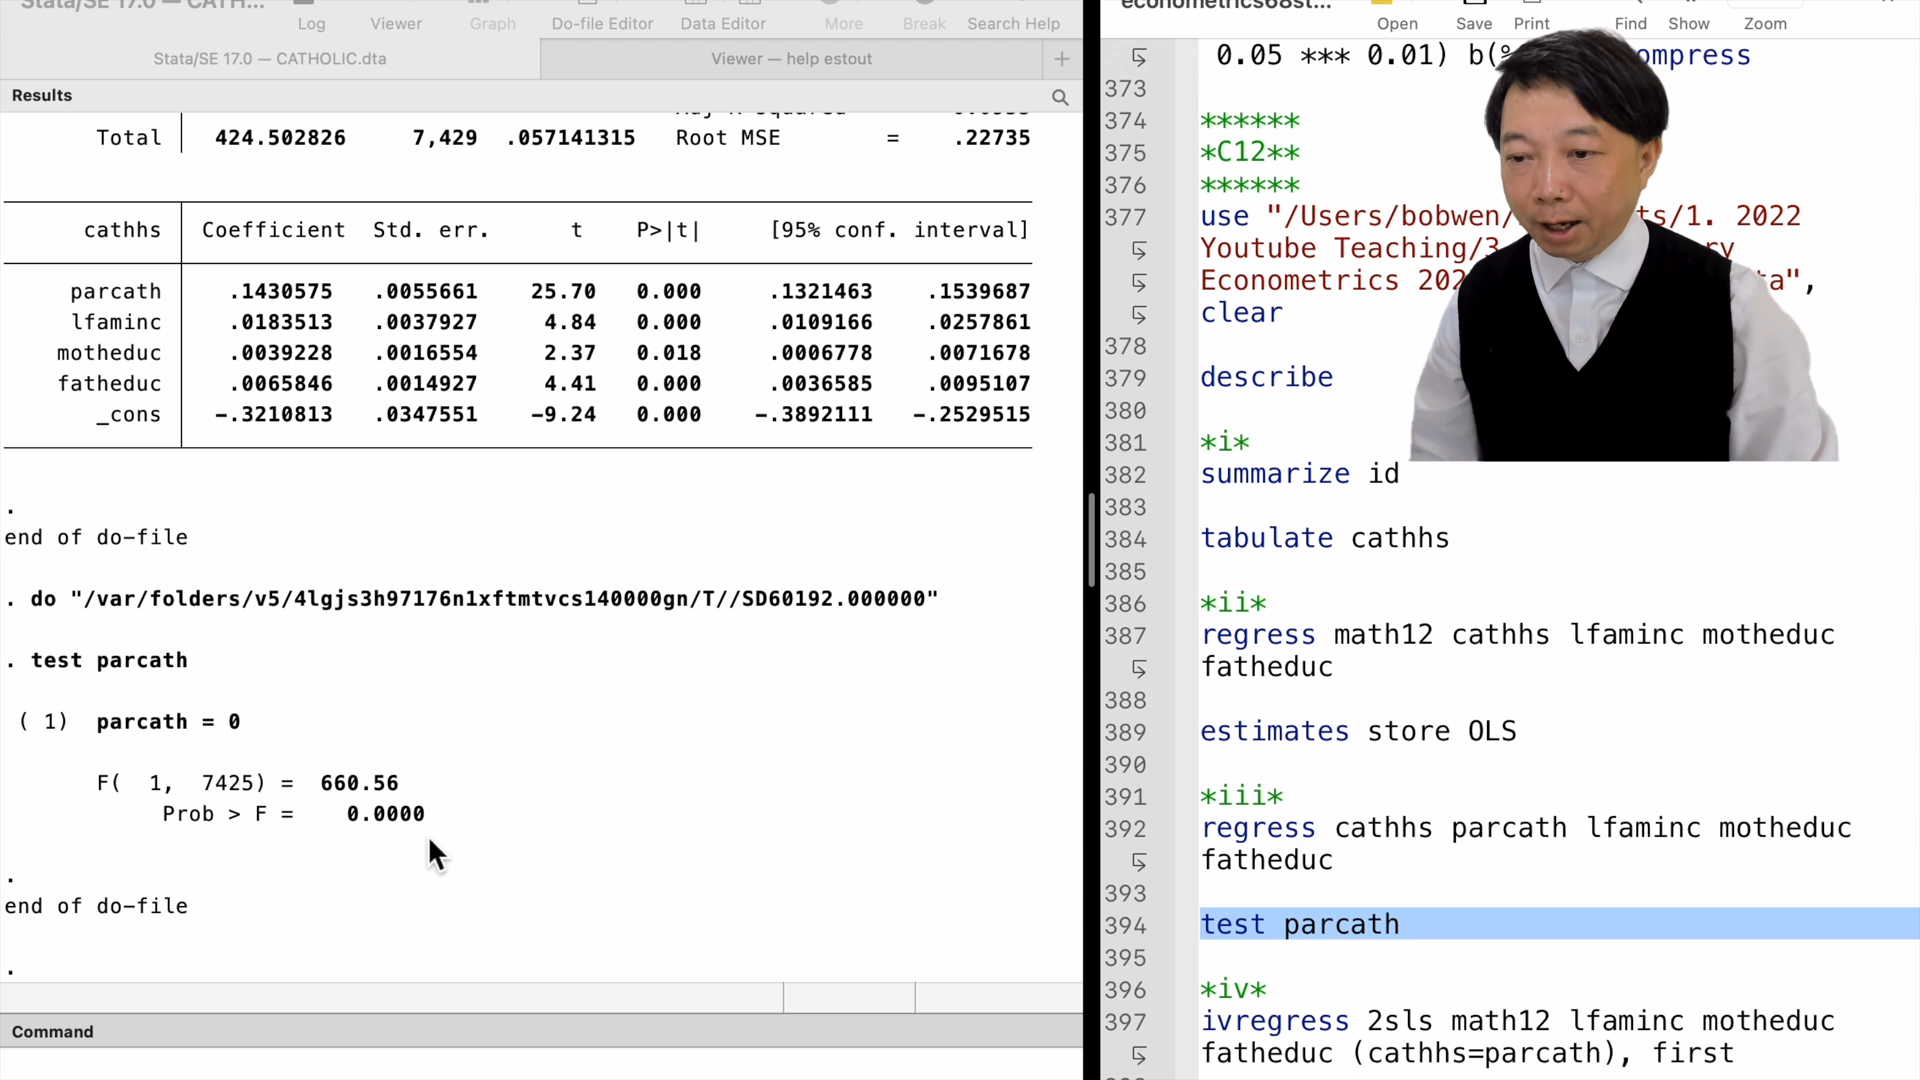 Stata/SE 17.0 — CATH...
Log
Viewer
Graph
Do-file Editor
Data Editor
More
Break
Search Help
Stata/SE 17.0 — CATHOLIC.dta
Viewer — help estout
+
Results
Total 424.502826 7,429 .057141315 Root MSE = .22735
cathhs Coefficient Std. err. t P>|t| [95% conf. interval]
parcath .1430575 .0055661 25.70 0.000 .1321463 .1539687
lfaminc .0183513 .0037927 4.84 0.000 .0109166 .0257861
motheduc .0039228 .0016554 2.37 0.018 .0006778 .0071678
fatheduc .0065846 .0014927 4.41 0.000 .0036585 .0095107
_cons -.3210813 .0347551 -9.24 0.000 -.3892111 -.2529515
.
end of do-file
. do "/var/folders/v5/4lgjs3h97176n1xftmtvcs140000gn/T//SD60192.000000"
. test parcath
( 1) parcath = 0
F( 1, 7425) = 660.56
Prob > F = 0.0000
.
end of do-file
.
Command
econometrics68st...
Open
Save
Print
Find
Show
Zoom
0.05 *** 0.01) b(% ompress
373
374 ******
375 *C12**
376 ******
377 use "/Users/bobwen/ ts/1. 2022
Youtube Teaching/3 ry
Econometrics 202 a",
clear
378
379 describe
380
381 *i*
382 summarize id
383
384 tabulate cathhs
385
386 *ii*
387 regress math12 cathhs lfaminc motheduc
fatheduc
388
389 estimates store OLS
390
391 *iii*
392 regress cathhs parcath lfaminc motheduc
fatheduc
393
394 test parcath
395
396 *iv*
397 ivregress 2sls math12 lfaminc motheduc
fatheduc (cathhs=parcath), first